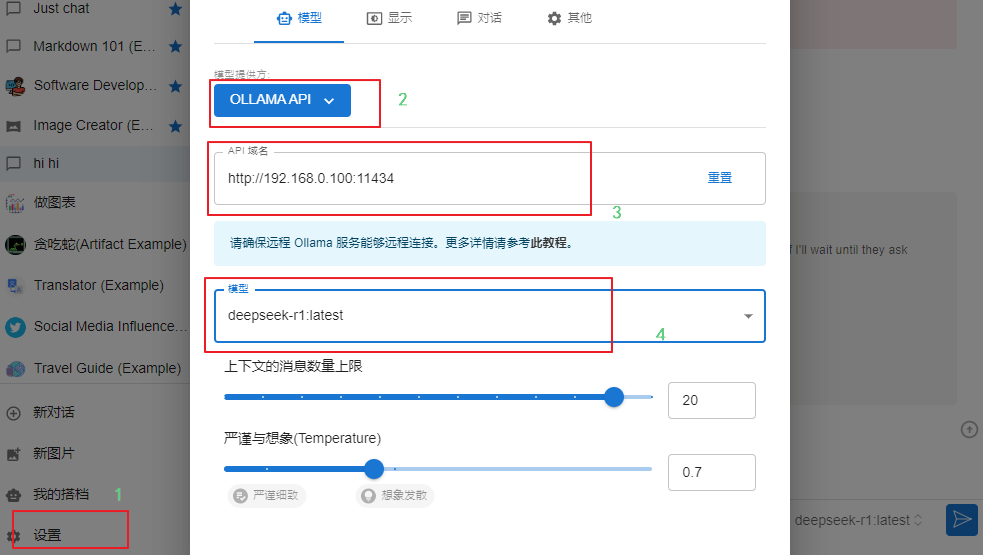 Just chat
Markdown 101 (E...
Software Develop...
Image Creator (E...
hi hi
做图表
贪吃蛇(Artifact Example)
Translator (Example)
Social Media Influence...
Travel Guide (Example)
新对话
新图片
我的搭档
1
设置
模型
显示
对话
其他
模型提供方:
OLLAMA API
2
API 域名
http://192.168.0.100:11434
重置
3
请确保远程 Ollama 服务能够远程连接。更多详情请参考此教程。
模型
deepseek-r1:latest
4
上下文的消息数量上限
20
严谨与想象(Temperature)
0.7
严谨细致
想象发散
I'll wait until they ask
deepseek-r1:latest